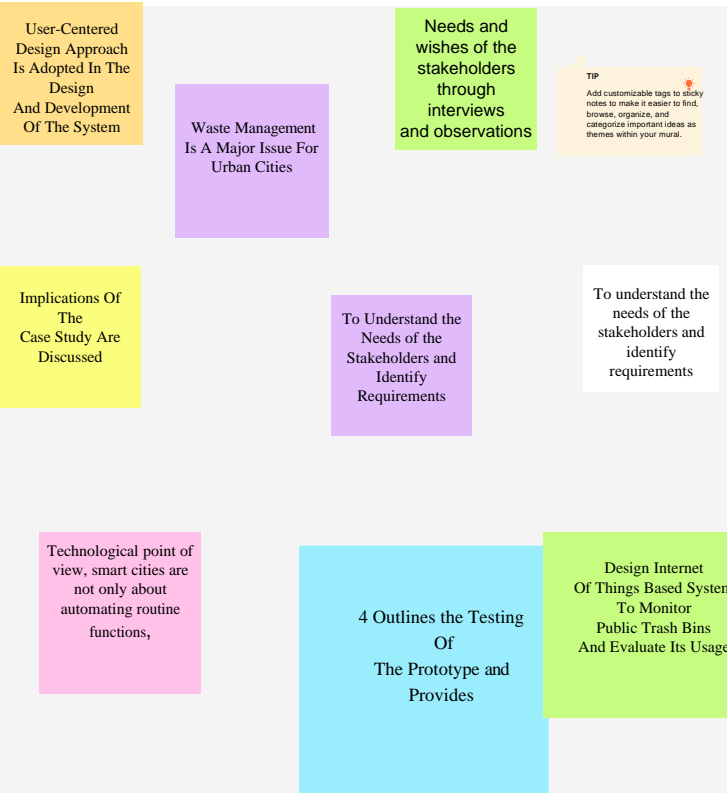 User-Centered
Design Approach
Is Adopted In The
Design
And Development
Of The System
Waste Management
Is A Major Issue For
Urban Cities
Needs and
wishes of the
stakeholders
through
interviews
and observations
TIP
Add customizable tags to sticky
notes to make it easier to find,
browse, organize, and
categorize important ideas as
themes within your mural.
Implications Of
The
Case Study Are
Discussed
To Understand the
Needs of the
Stakeholders and
Identify
Requirements
To understand the
needs of the
stakeholders and
identify
requirements
Technological point of
view, smart cities are
not only about
automating routine
functions,
4 Outlines the Testing
Of
The Prototype and
Provides
Design Internet
Of Things Based System
To Monitor
Public Trash Bins
And Evaluate Its Usage